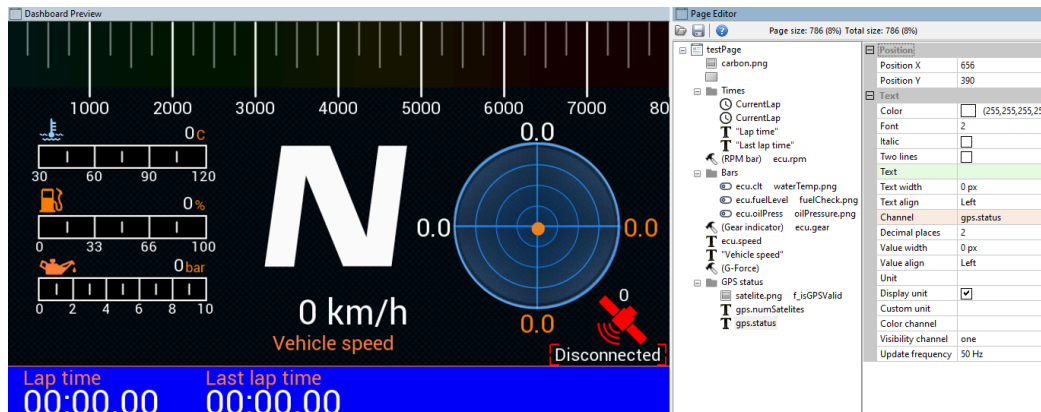 Dashboard Preview
1000 2000 3000 4000 5000 6000 7000 80
0 C
30 60 90 120
0 %
0 33 66 100
0 bar
0 2 4 6 8 10
N
0 km/h
Vehicle speed
0.0
0.0 0.0
0.0
0
Disconnected
Lap time Last lap time
00:00.00 00:00.00
Page Editor
Page size: 786 (8%) Total size: 786 (8%)
testPage
carbon.png
Times
CurrentLap
CurrentLap
"Lap time"
"Last lap time"
(RPM bar) ecu.rpm
Bars
ecu.clt waterTemp.png
ecu.fuelLevel fuelCheck.png
ecu.oilPress oilPressure.png
(Gear indicator) ecu.gear
ecu.speed
"Vehicle speed"
(G-Force)
GPS status
satelite.png f_isGPSValid
gps.numSatelites
gps.status
Position
Position X 656
Position Y 390
Text
Color (255,255,255,25
Font 2
Italic
Two lines
Text
Text width 0 px
Text align Left
Channel gps.status
Decimal places 2
Value width 0 px
Value align Left
Unit
Display unit
Custom unit
Color channel
Visibility channel one
Update frequency 50 Hz